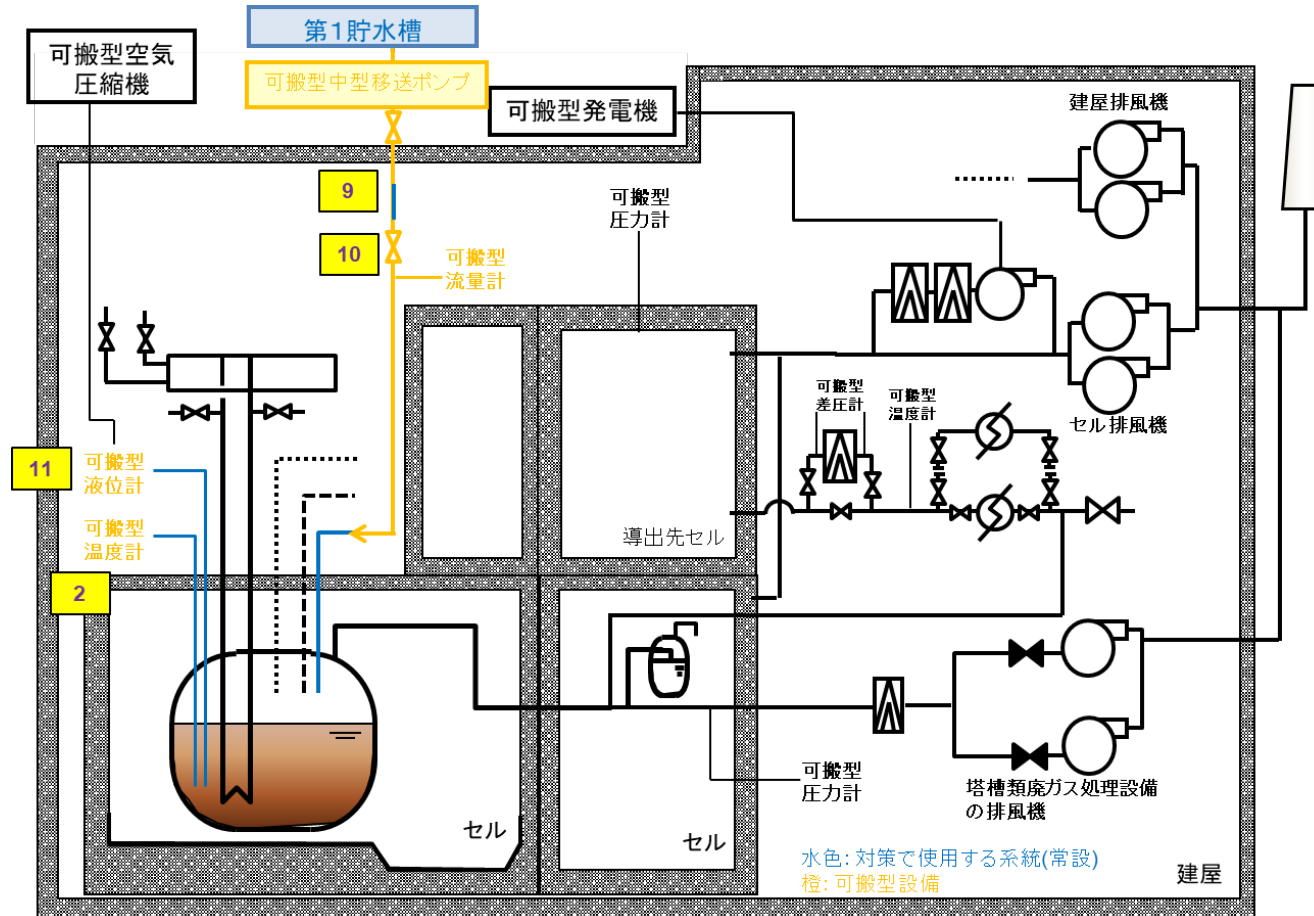 第１貯水槽
可搬型空気
圧縮機
可搬型中型移送ポンプ
可搬型発電機
建屋排風機
9
可搬型
圧力計
10
可搬型
流量計
可搬型
差圧計
可搬型
温度計
セル排風機
11
可搬型
液位計
可搬型
温度計
導出先セル
2
可搬型
圧力計
塔槽類廃ガス処理設備
の排風機
セル
セル
水色：対策で使用する系統(常設)
橙：可搬型設備
建屋